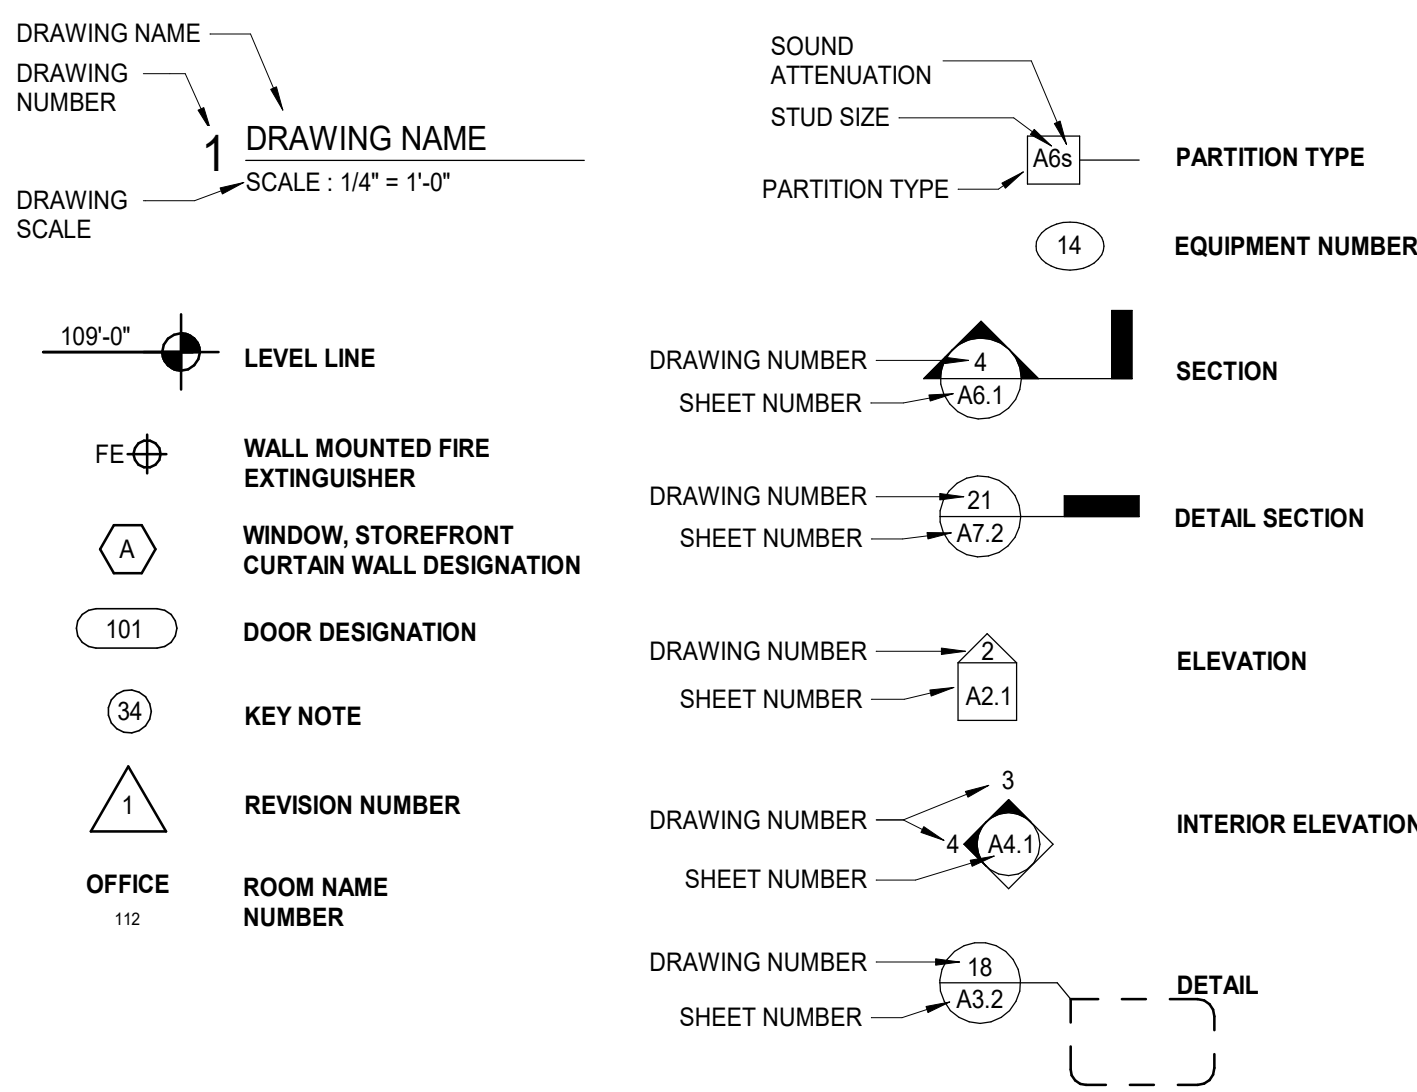 DRAWING NAME
DRAWING
NUMBER
1
DRAWING NAME
SCALE : 1/4" = 1'-0"
DRAWING
SCALE
109'-0"
LEVEL LINE
FE
WALL MOUNTED FIRE
EXTINGUISHER
A
WINDOW, STOREFRONT
CURTAIN WALL DESIGNATION
101
DOOR DESIGNATION
34
KEY NOTE
1
REVISION NUMBER
OFFICE
112
ROOM NAME
NUMBER
SOUND
ATTENUATION
STUD SIZE
A6s
PARTITION TYPE
PARTITION TYPE
14
EQUIPMENT NUMBER
DRAWING NUMBER
4
SHEET NUMBER
A6.1
SECTION
DRAWING NUMBER
21
SHEET NUMBER
A7.2
DETAIL SECTION
DRAWING NUMBER
2
SHEET NUMBER
A2.1
ELEVATION
3
DRAWING NUMBER
4
A4.1
SHEET NUMBER
INTERIOR ELEVATION
DRAWING NUMBER
18
SHEET NUMBER
A3.2
DETAIL